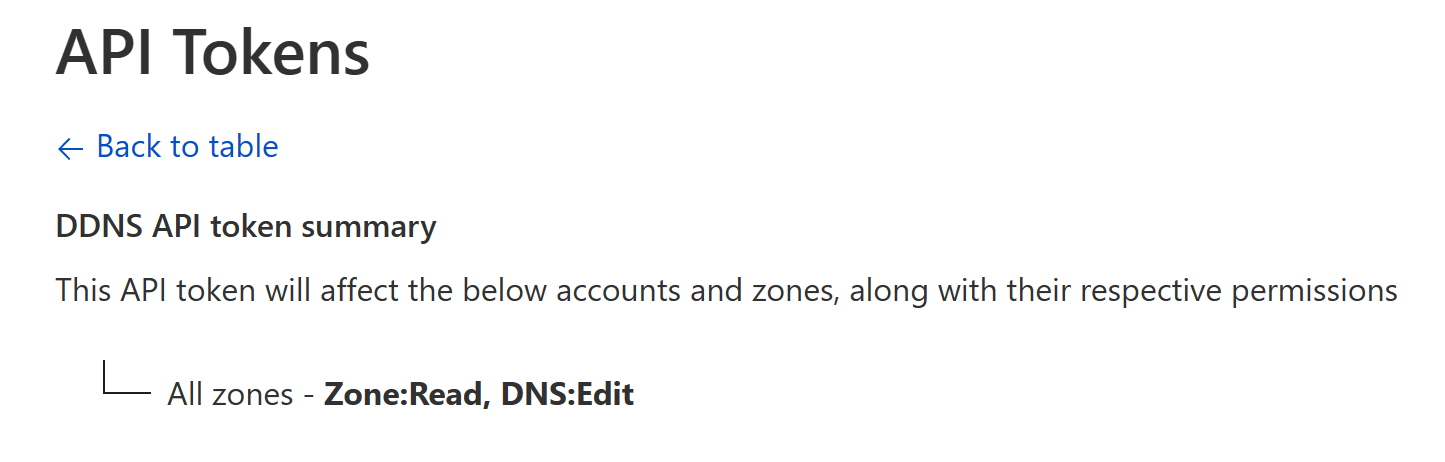 API Tokens
← Back to table
DDNS API token summary
This API token will affect the below accounts and zones, along with their respective permissions
All zones - Zone:Read, DNS:Edit